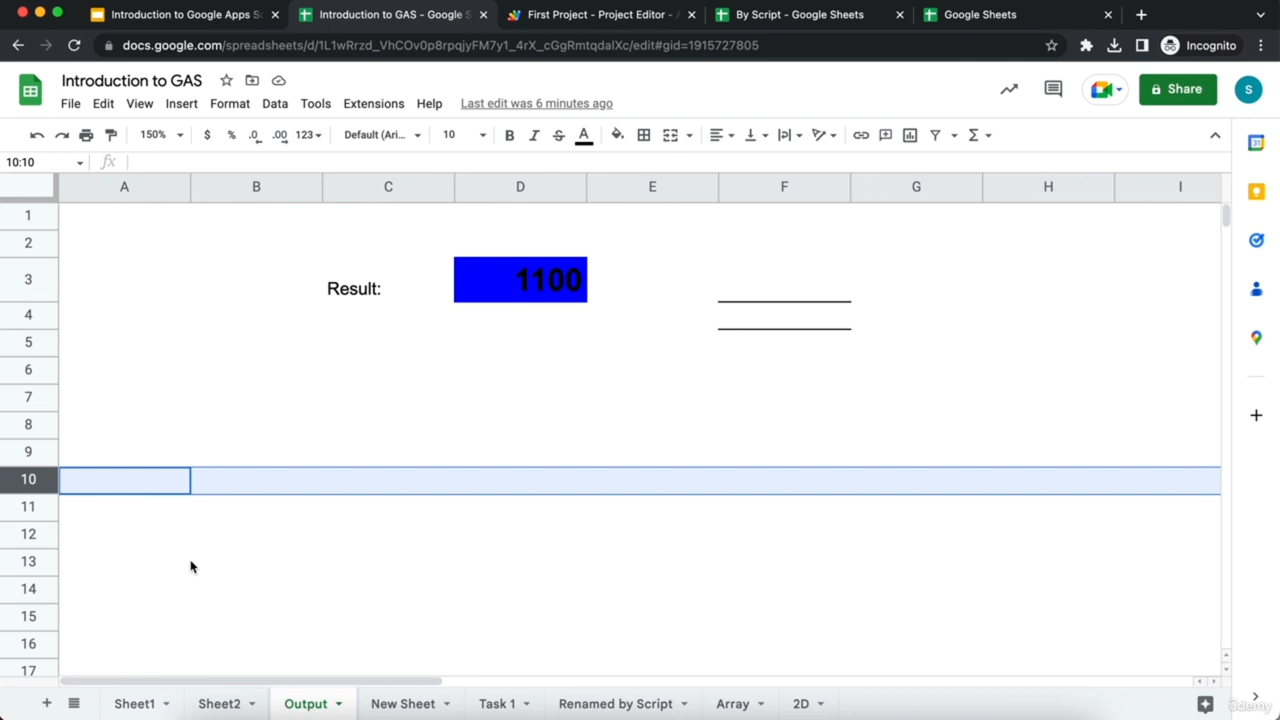 Introduction to Google Apps Sc
Introduction to GAS - Google S
First Project - Project Editor - A
By Script - Google Sheets
Google Sheets
docs.google.com/spreadsheets/d/1L1wRrzd_VhCOv0p8rpqjyFM7y1_4rX_cGgRmtqdalXc/edit#gid=1915727805
Incognito
Introduction to GAS
File Edit View Insert Format Data Tools Extensions Help Last edit was 6 minutes ago
Share
S
150% $ % .0 .00 123 Default (Ari... 10 B I S A
10:10 fx
A B C D E F G H I
1
2
3 Result: 1100
4
5
6
7
8
9
10
11
12
13
14
15
16
17
Sheet1 Sheet2 Output New Sheet Task 1 Renamed by Script Array 2D
31
ûdemy